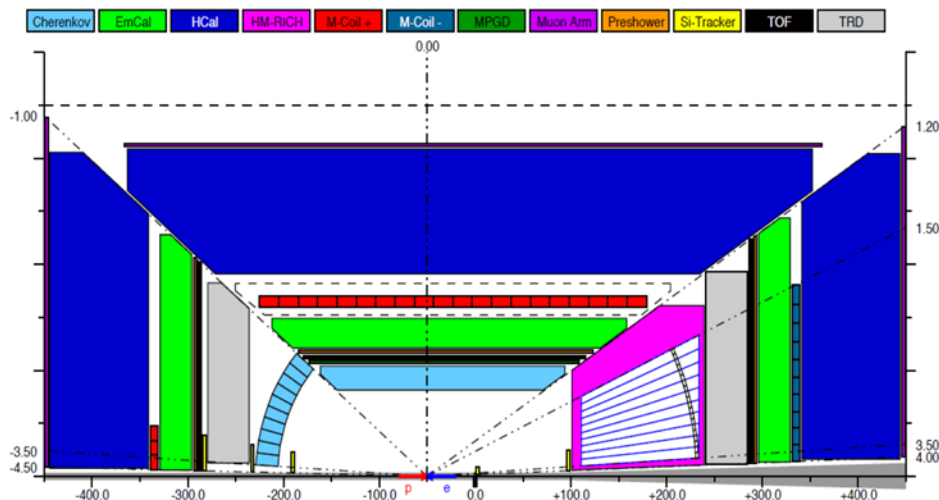 Cherenkov EmCal HCal HM-RICH M-Coil + M-Coil - MPGD Muon Arm Preshower Si-Tracker TOF TRD
0.00
-1.00
1.20
1.50
-3.50
3.50
-4.50
4.00
p e
-400.0 -300.0 -200.0 -100.0 0.0 +100.0 +200.0 +300.0 +400.0